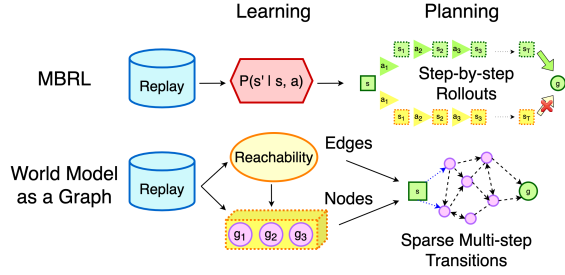 Learning
Planning
MBRL
Replay
P(s' | s, a)
s
a1
s1 a2 s2 a3 s3 sT
Step-by-step
Rollouts
g
a1
s1 a2 s2 a3 s3 sT
World Model
as a Graph
Replay
Reachability
Edges
g1 g2 g3
Nodes
s
g
Sparse Multi-step
Transitions